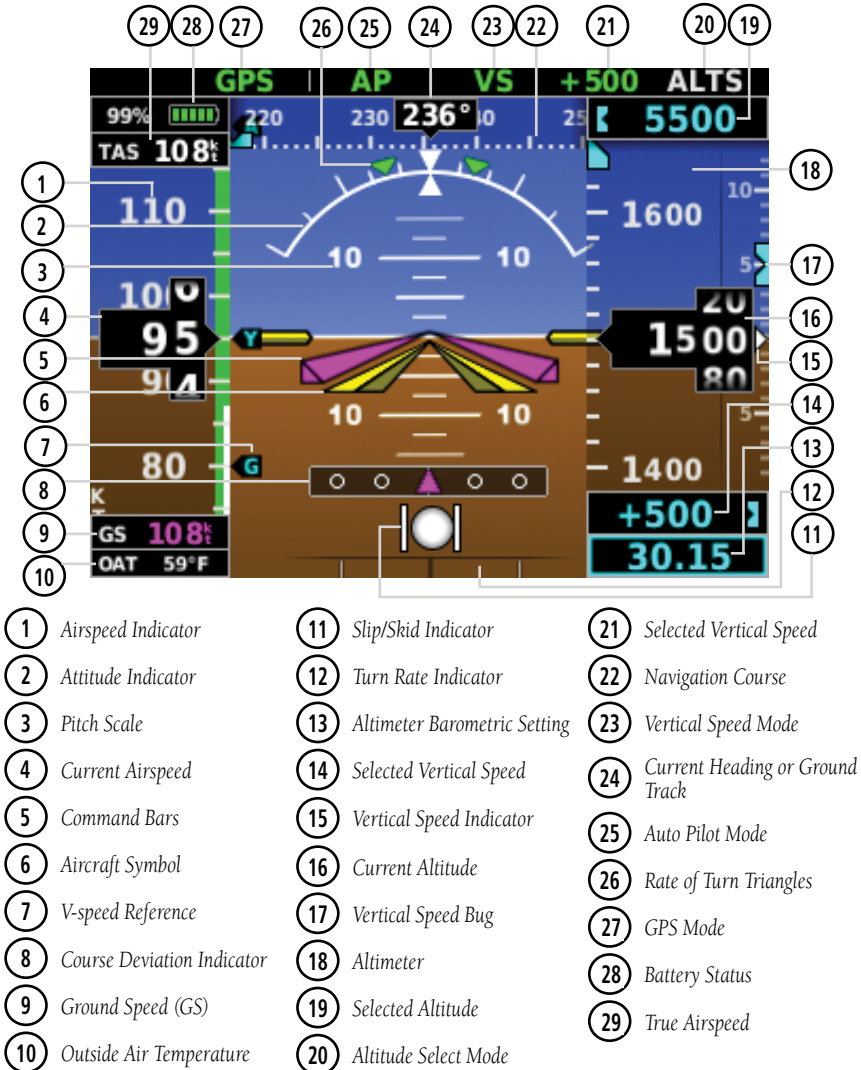 29 28 27 26 25 24 23 22 21 20 19
GPS AP VS +500 ALTS
99% 220 230 236° 5500
TAS 108kt
18
1 110 10 1600
2
3 10 10 5 17
4 100 20 16
95 Y 1500
5 90 80 15
6 10 10 5 14
7 80 G 1400 13
8 12
K +500
9 GS 108kt 11
10 OAT 59°F 30.15
1 Airspeed Indicator
2 Attitude Indicator
3 Pitch Scale
4 Current Airspeed
5 Command Bars
6 Aircraft Symbol
7 V-speed Reference
8 Course Deviation Indicator
9 Ground Speed (GS)
10 Outside Air Temperature
11 Slip/Skid Indicator
12 Turn Rate Indicator
13 Altimeter Barometric Setting
14 Selected Vertical Speed
15 Vertical Speed Indicator
16 Current Altitude
17 Vertical Speed Bug
18 Altimeter
19 Selected Altitude
20 Altitude Select Mode
21 Selected Vertical Speed
22 Navigation Course
23 Vertical Speed Mode
24 Current Heading or Ground
Track
25 Auto Pilot Mode
26 Rate of Turn Triangles
27 GPS Mode
28 Battery Status
29 True Airspeed